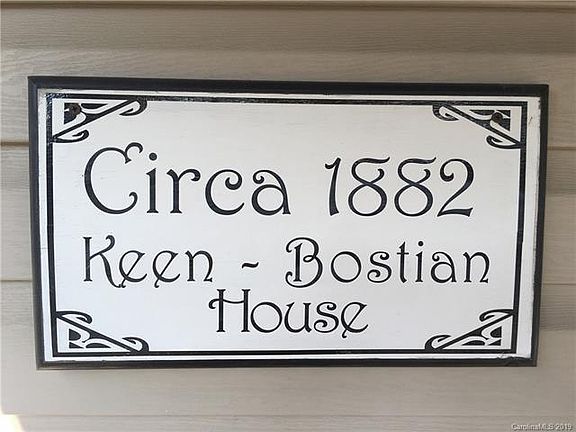 Circa 1882
Keen - Bostian
House
CarolinaMLS 2019